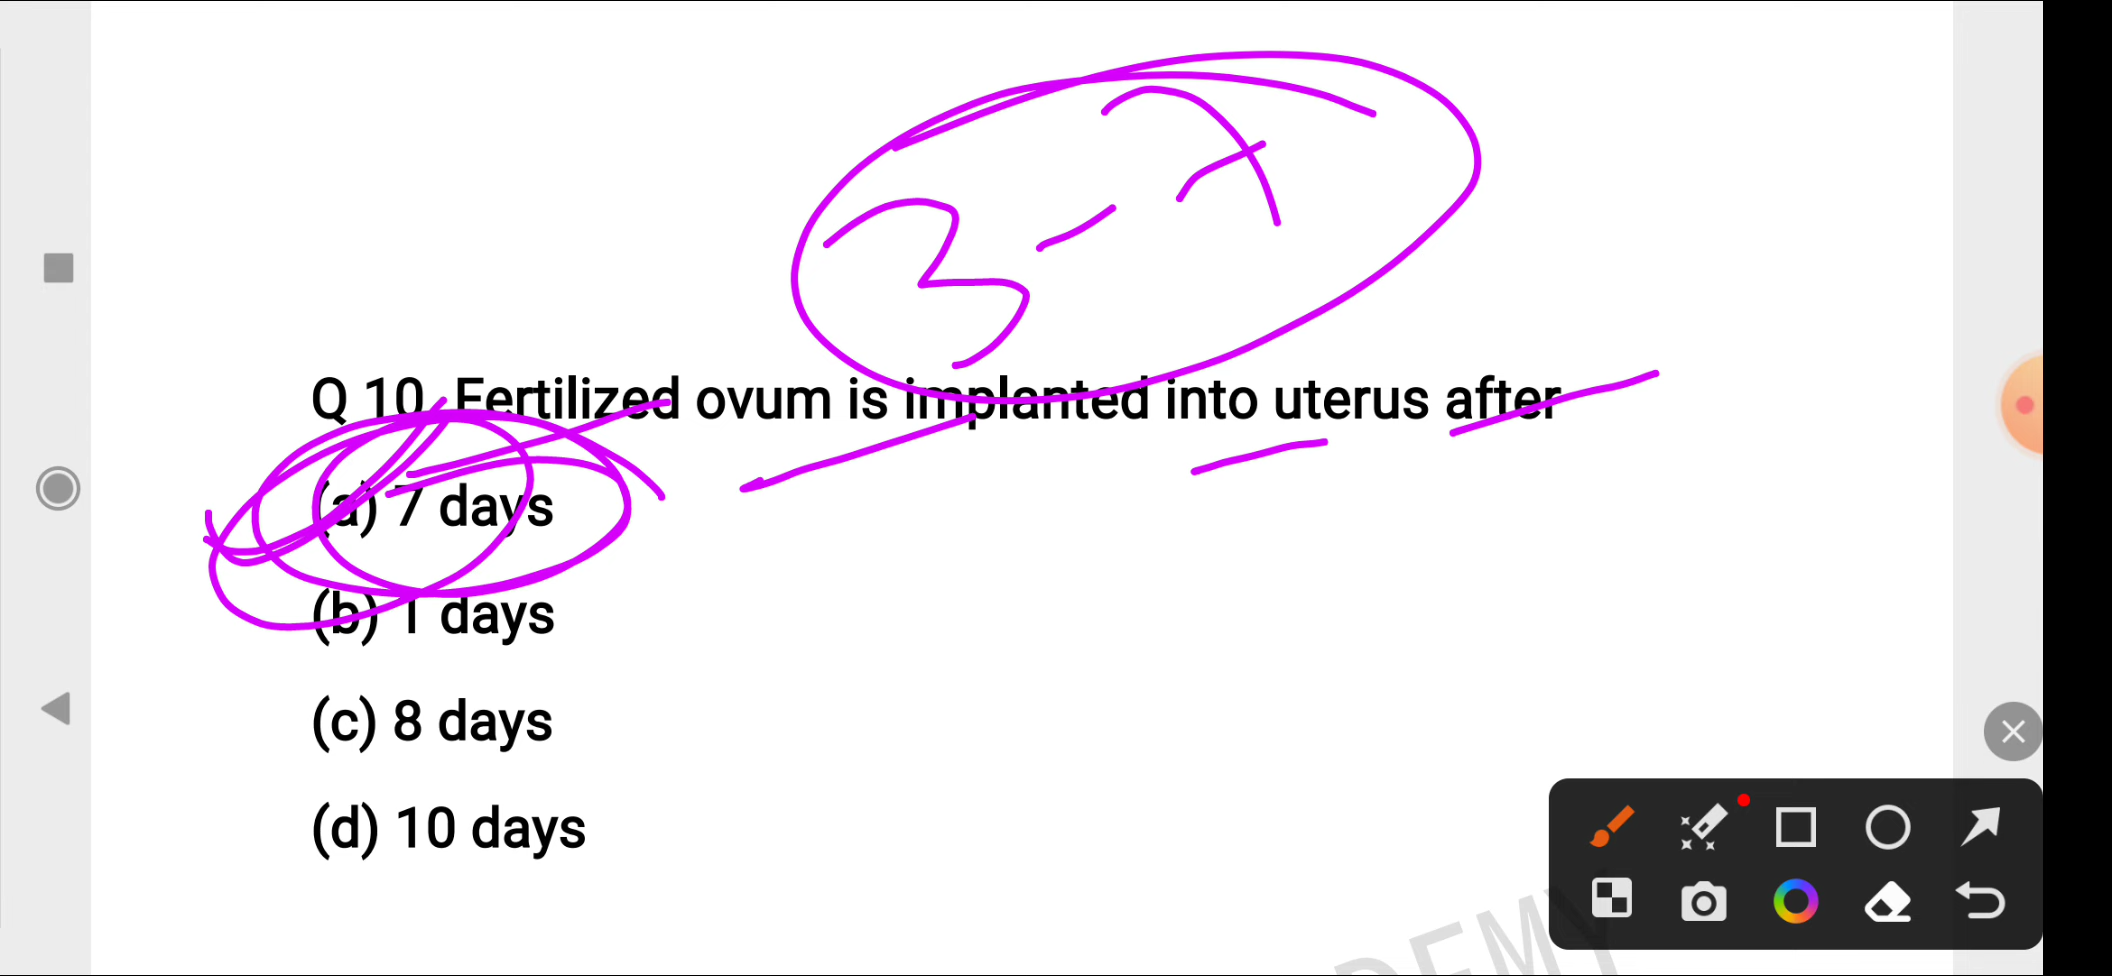 3-7
Q 10. Fertilized ovum is implanted into uterus after
(a) 7 days
(b) 1 days
(c) 8 days
(d) 10 days